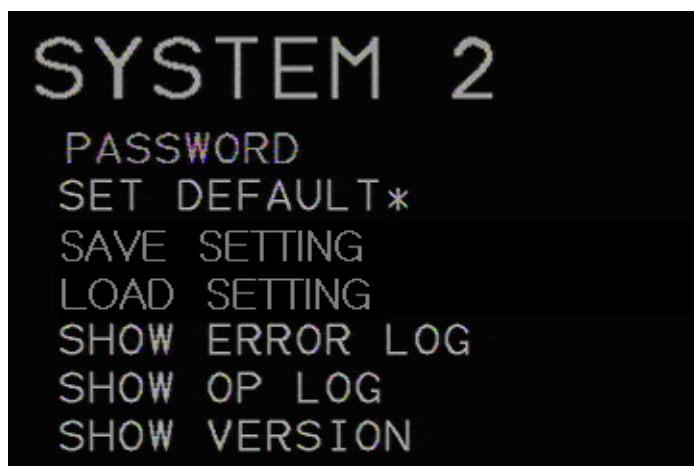 SYSTEM 2
PASSWORD
SET DEFAULT*
SAVE SETTING
LOAD SETTING
SHOW ERROR LOG
SHOW OP LOG
SHOW VERSION